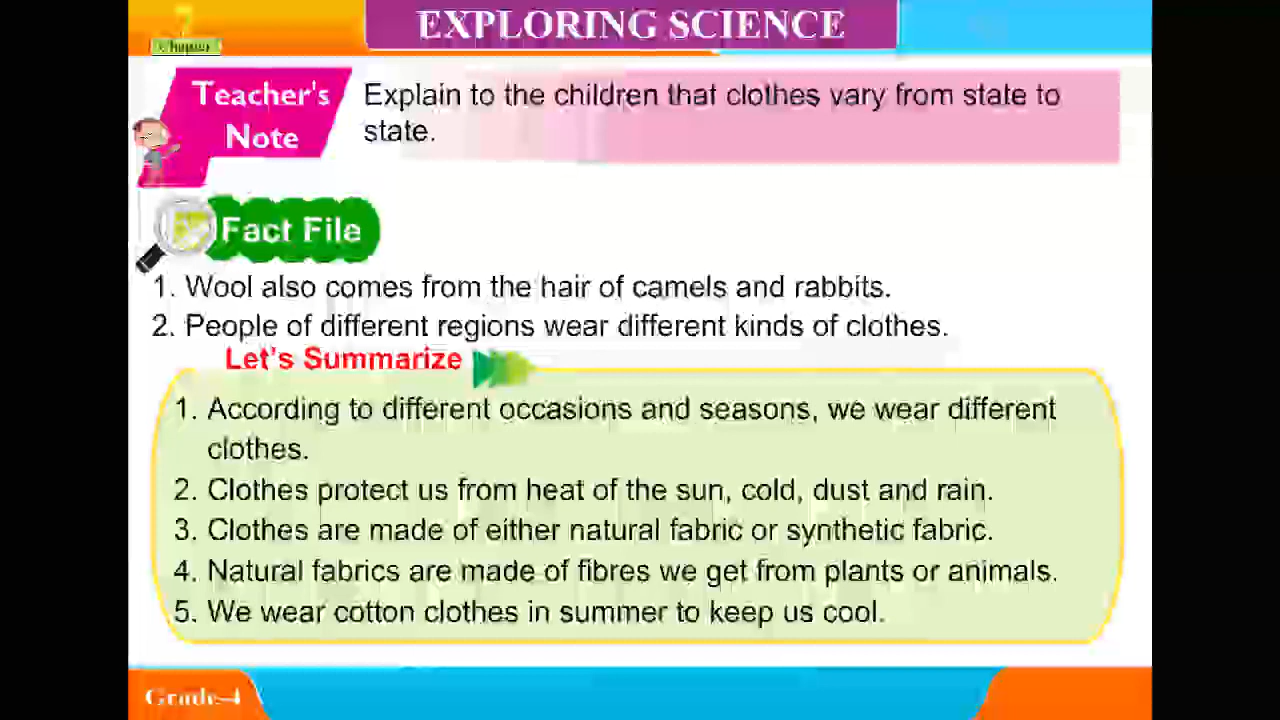 7
Chapter
EXPLORING SCIENCE
Teacher's
Note
Explain to the children that clothes vary from state to
state.
Fact File
1. Wool also comes from the hair of camels and rabbits.
2. People of different regions wear different kinds of clothes.
Let's Summarize
1. According to different occasions and seasons, we wear different
clothes.
2. Clothes protect us from heat of the sun, cold, dust and rain.
3. Clothes are made of either natural fabric or synthetic fabric.
4. Natural fabrics are made of fibres we get from plants or animals.
5. We wear cotton clothes in summer to keep us cool.
Grade-4